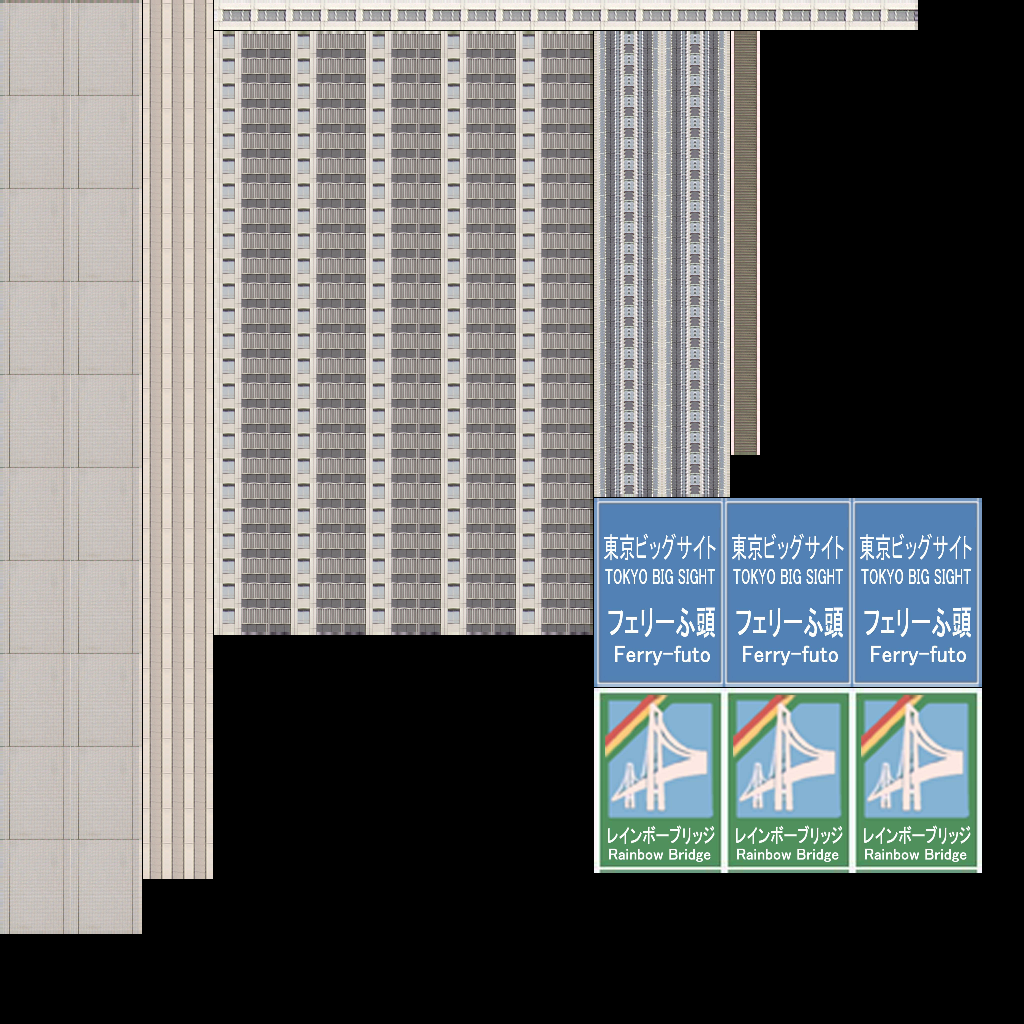 東京ビッグサイト
TOKYO BIG SIGHT
フェリーふ頭
Ferry-futo
東京ビッグサイト
TOKYO BIG SIGHT
フェリーふ頭
Ferry-futo
東京ビッグサイト
TOKYO BIG SIGHT
フェリーふ頭
Ferry-futo
レインボーブリッジ
Rainbow Bridge
レインボーブリッジ
Rainbow Bridge
レインボーブリッジ
Rainbow Bridge